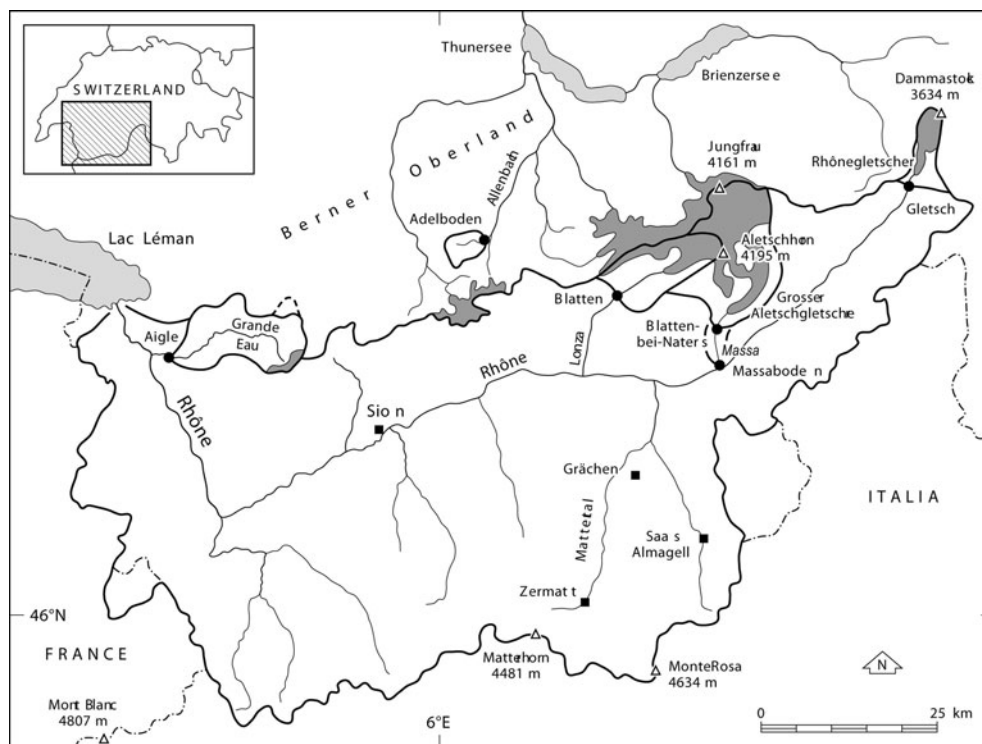 SWITZERLAND
Thunersee
Brienzersee
Dammastok
3634 m
Berner Oberland
Allenbach
Jungfrau
4161 m
Rhônegletscher
Adelboden
Gletsch
Lac Léman
Aletschhorn
4195 m
Blatten
Grosser
Aletschgletscher
Aigle
Grande
Eau
Blatten-
bei-Naters
Massa
Lonza
Rhône
Massaboden
Rhône
Sion
Grächen
ITALIA
Mattertal
Saas
Almagell
Zermatt
46°N
FRANCE
Matterhorn
4481 m
Monte Rosa
4634 m
N
Mont Blanc
4807 m
6°E
0 25 km